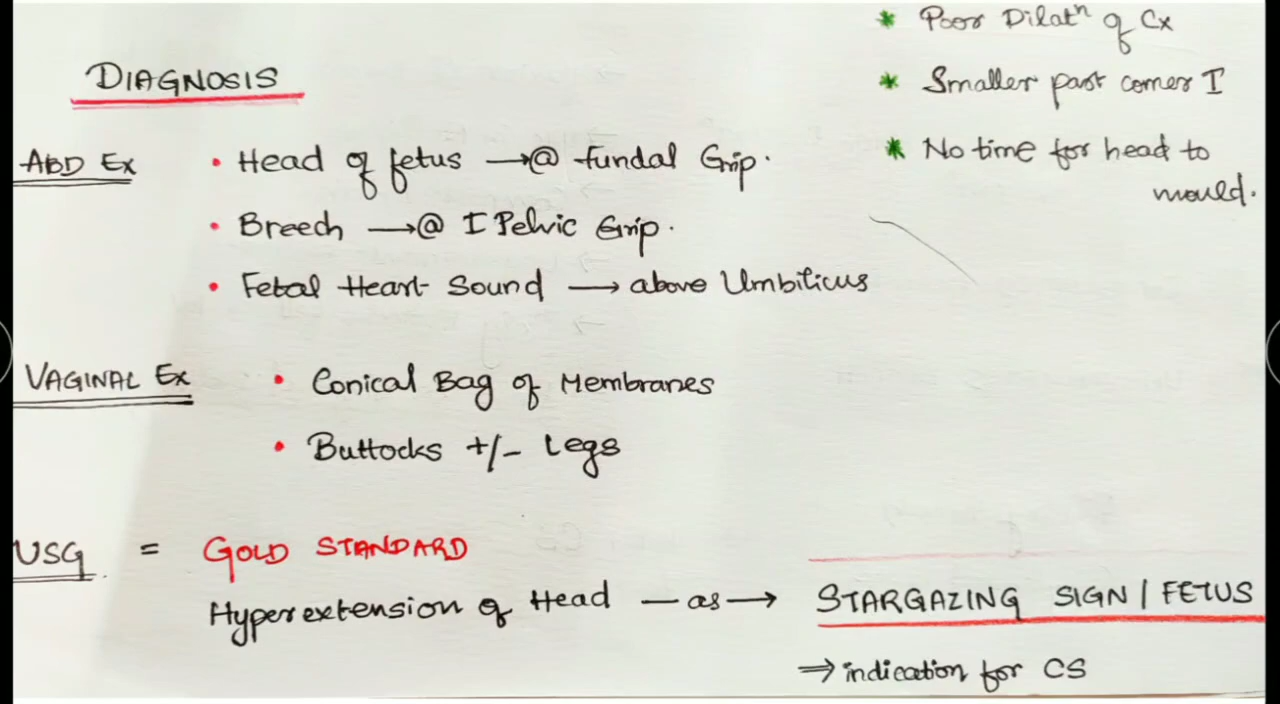 * Poor Dilatⁿ of Cx
* Smaller part comes I
* No time for head to
mould.
DIAGNOSIS
ABD Ex • Head of fetus →@ fundal Grip.
• Breech →@ I Pelvic Grip.
• Fetal Heart Sound → above Umbilicus
VAGINAL Ex • Conical Bag of Membranes
• Buttocks +/- Legs
USG = GOLD STANDARD
Hyperextension of Head — as → STARGAZING SIGN / FETUS
⇒ indication for CS